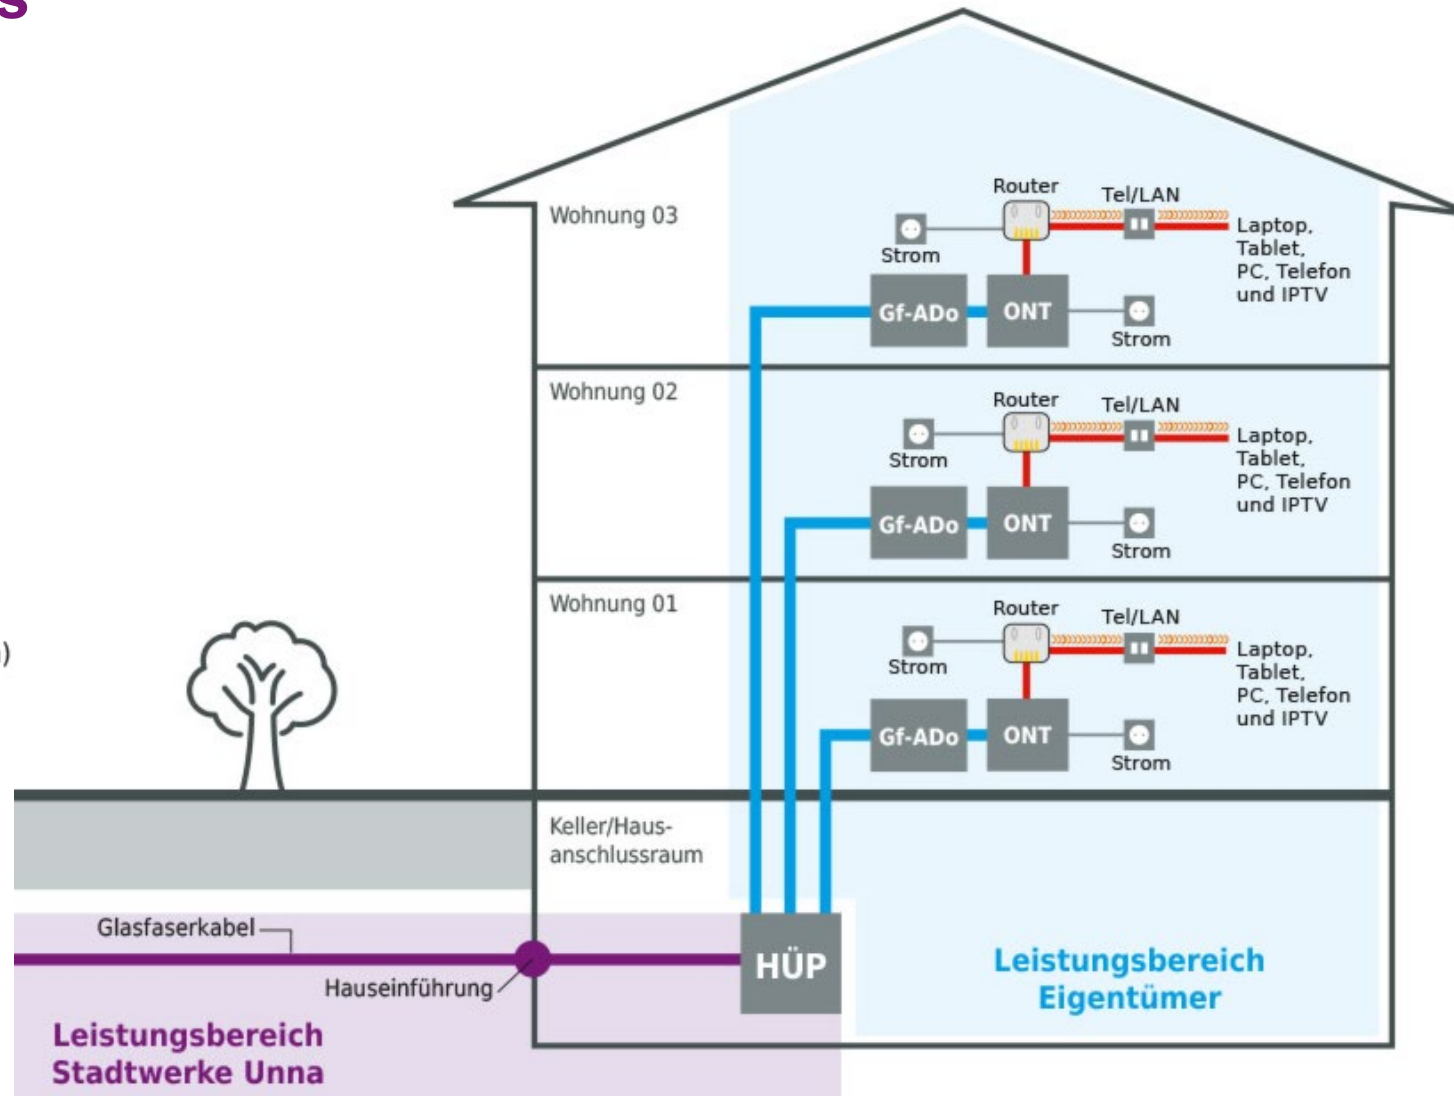 s
Wohnung 03
Router
Tel/LAN
Strom
Laptop,
Tablet,
PC, Telefon
und IPTV
Gf-ADo
ONT
Strom
Wohnung 02
Router
Tel/LAN
Strom
Laptop,
Tablet,
PC, Telefon
und IPTV
Gf-ADo
ONT
Strom
Wohnung 01
Router
Tel/LAN
Strom
Laptop,
Tablet,
PC, Telefon
und IPTV
Gf-ADo
ONT
Strom
Keller/Haus-
anschlussraum
Glasfaserkabel
Hauseinführung
HÜP
Leistungsbereich
Eigentümer
Leistungsbereich
Stadtwerke Unna